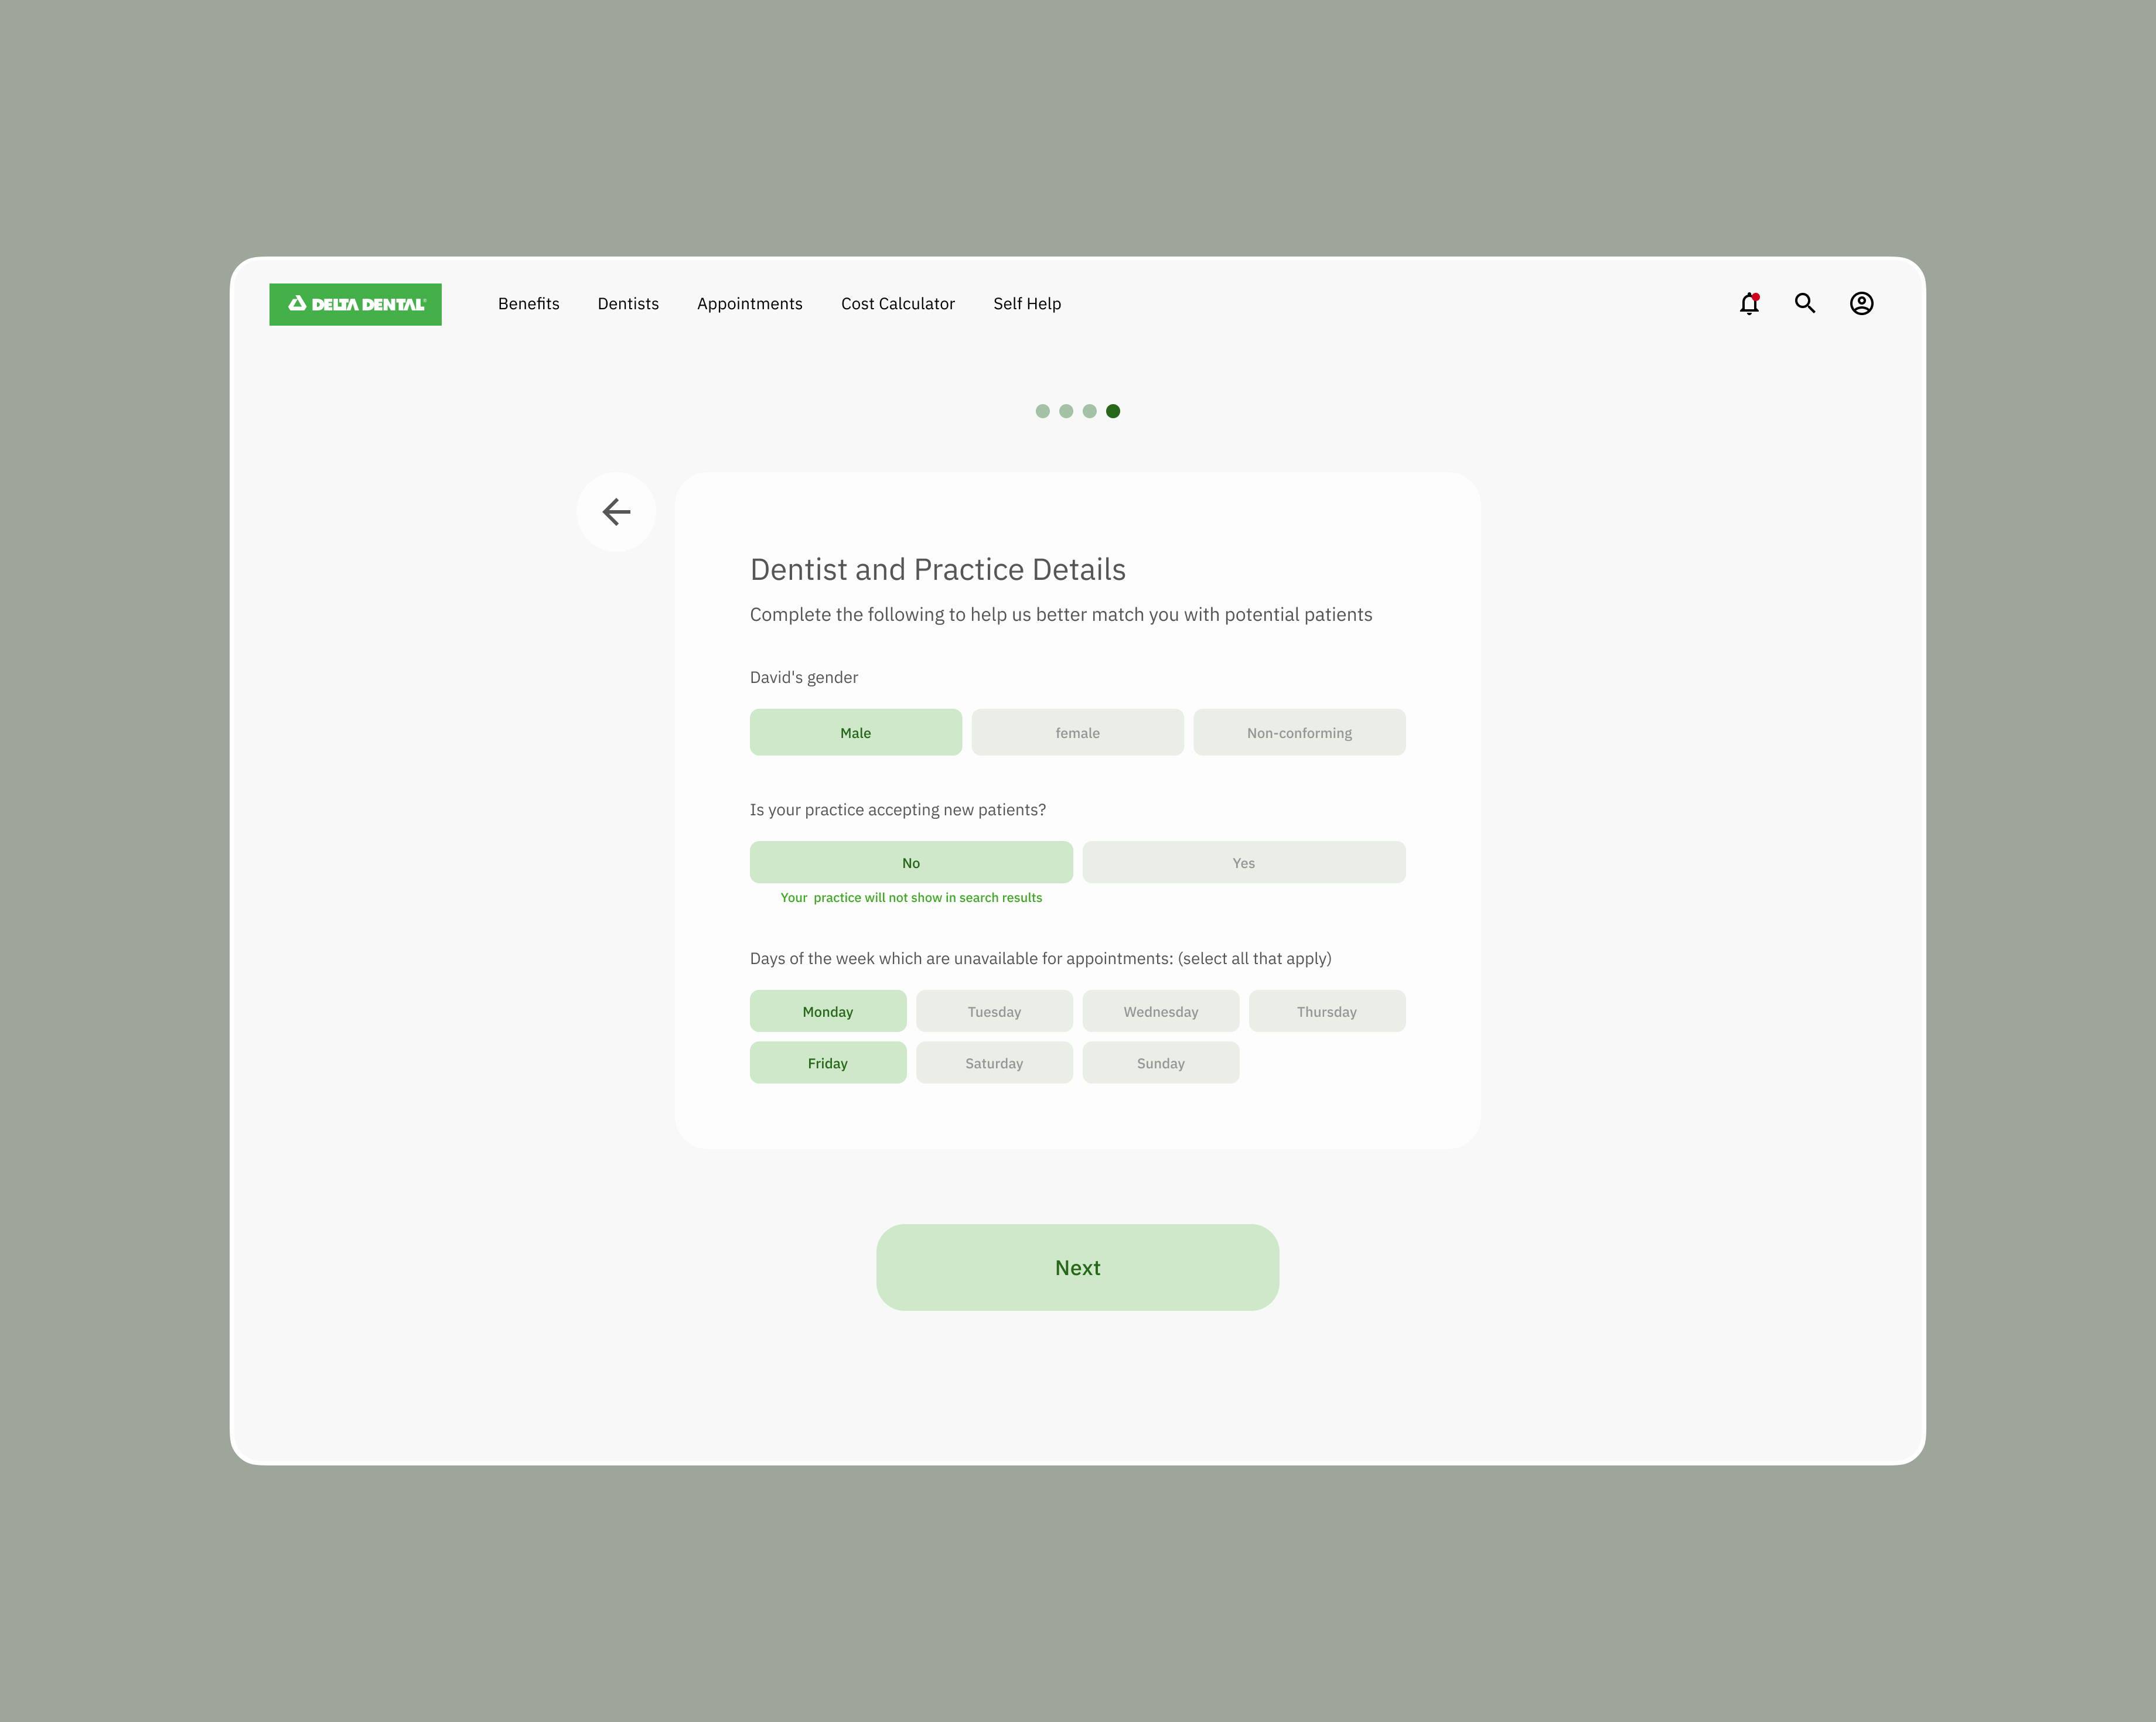 DELTA DENTAL
Benefits
Dentists
Appointments
Cost Calculator
Self Help
Dentist and Practice Details
Complete the following to help us better match you with potential patients
David's gender
Male
female
Non-conforming
Is your practice accepting new patients?
No
Yes
Your  practice will not show in search results
Days of the week which are unavailable for appointments: (select all that apply)
Monday
Tuesday
Wednesday
Thursday
Friday
Saturday
Sunday
Next